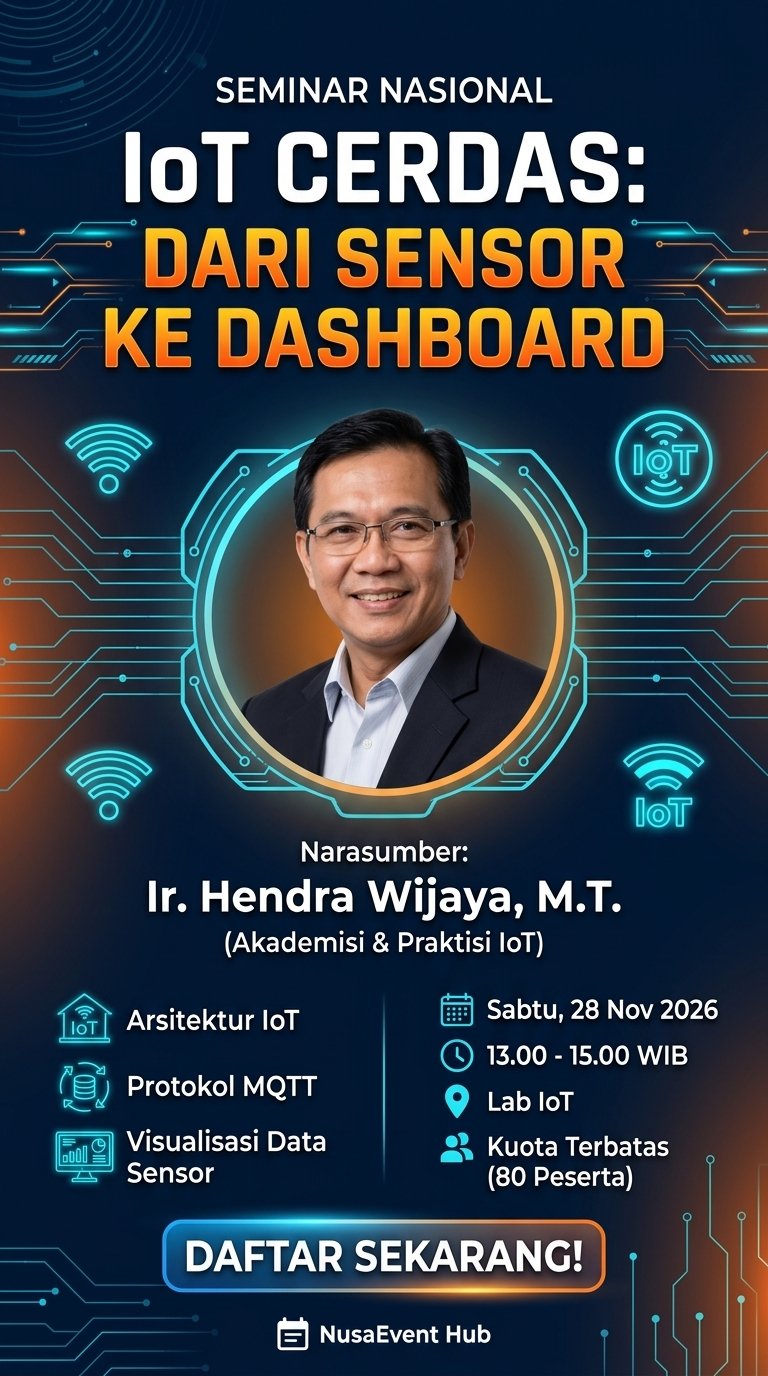 SEMINAR NASIONAL
IoT CERDAS:
DARI SENSOR
KE DASHBOARD
IoT
IoT
Narasumber:
Ir. Hendra Wijaya, M.T.
(Akademisi & Praktisi IoT)
IoT
Arsitektur IoT
Protokol MQTT
Visualisasi Data
Sensor
Sabtu, 28 Nov 2026
13.00 - 15.00 WIB
Lab IoT
Kuota Terbatas
(80 Peserta)
DAFTAR SEKARANG!
NusaEvent Hub